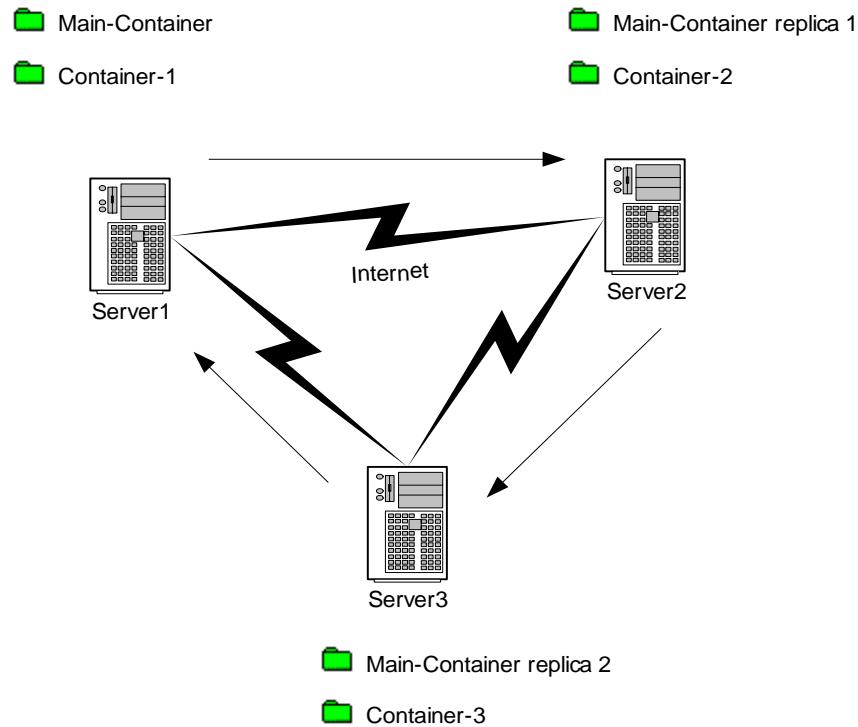 Main-Container
Main-Container replica 1
Container-1
Container-2
Internet
Server1
Server2
Server3
Main-Container replica 2
Container-3